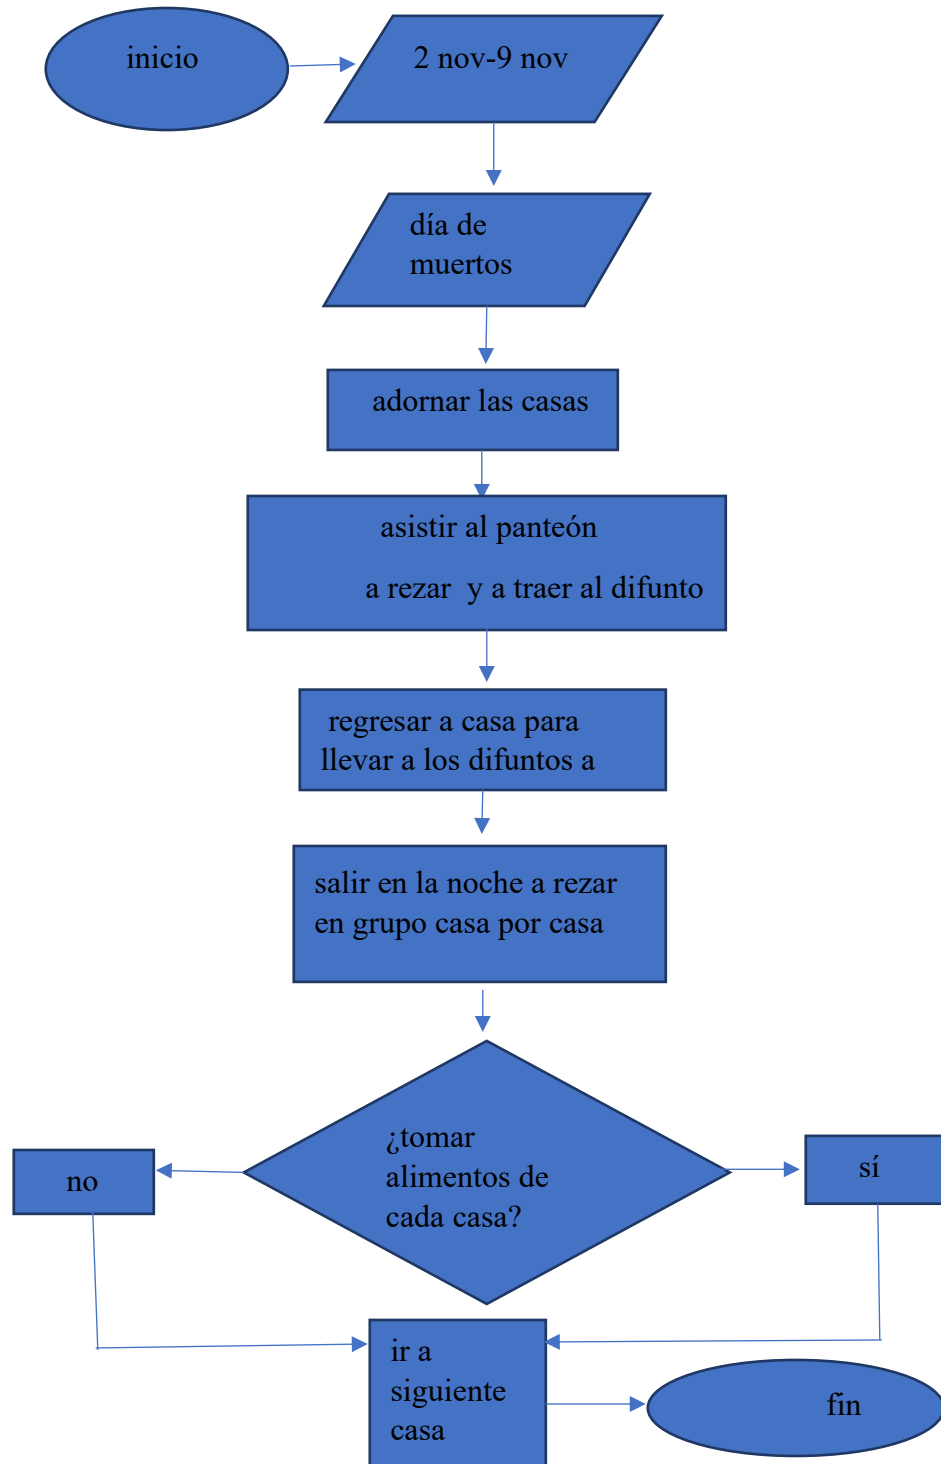 inicio
2 nov-9 nov
día de
muertos
adornar las casas
asistir al panteón
a rezar y a traer al difunto
regresar a casa para
llevar a los difuntos a
salir en la noche a rezar
en grupo casa por casa
¿tomar
alimentos de
cada casa?
no
sí
ir a
siguiente
casa
fin